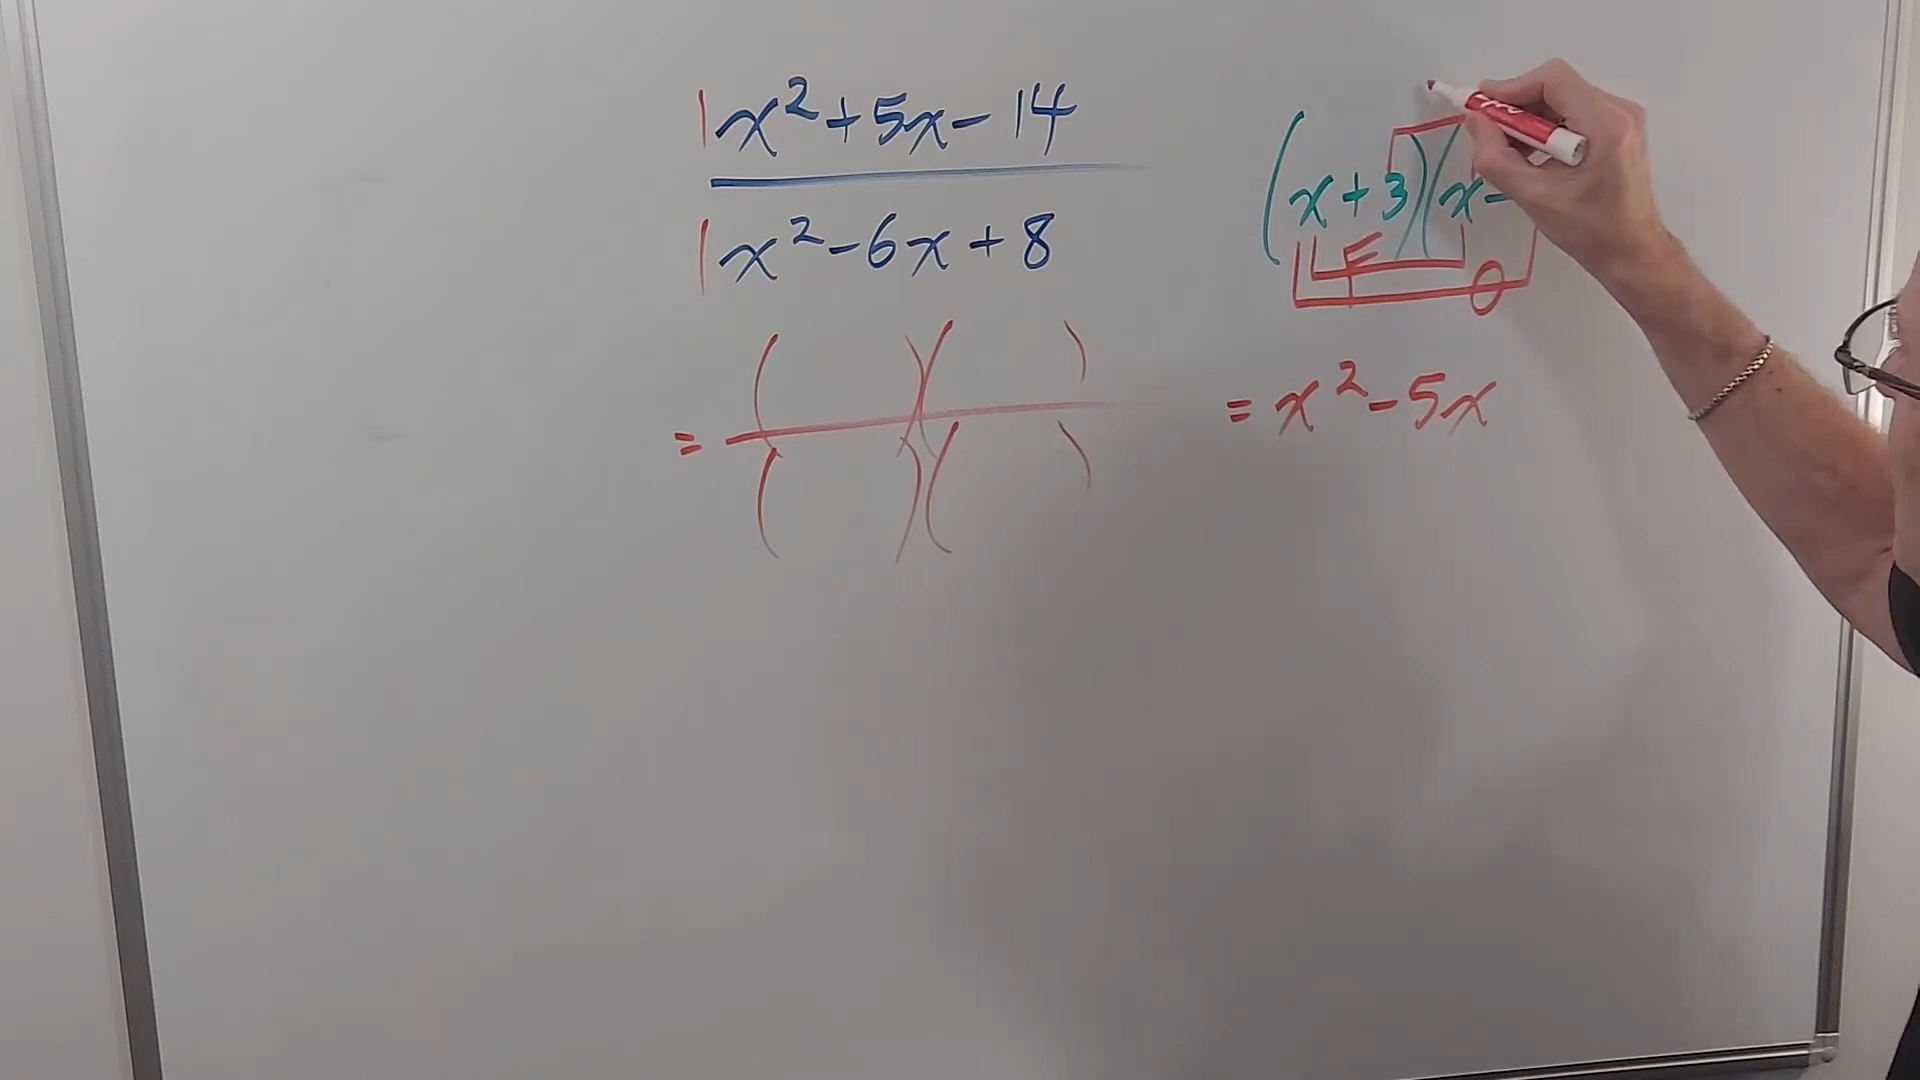 1x²+5x-14
1x²-6x+8
= ( )( )
( )( )
(x+3)(x-
F
O
= x²-5x